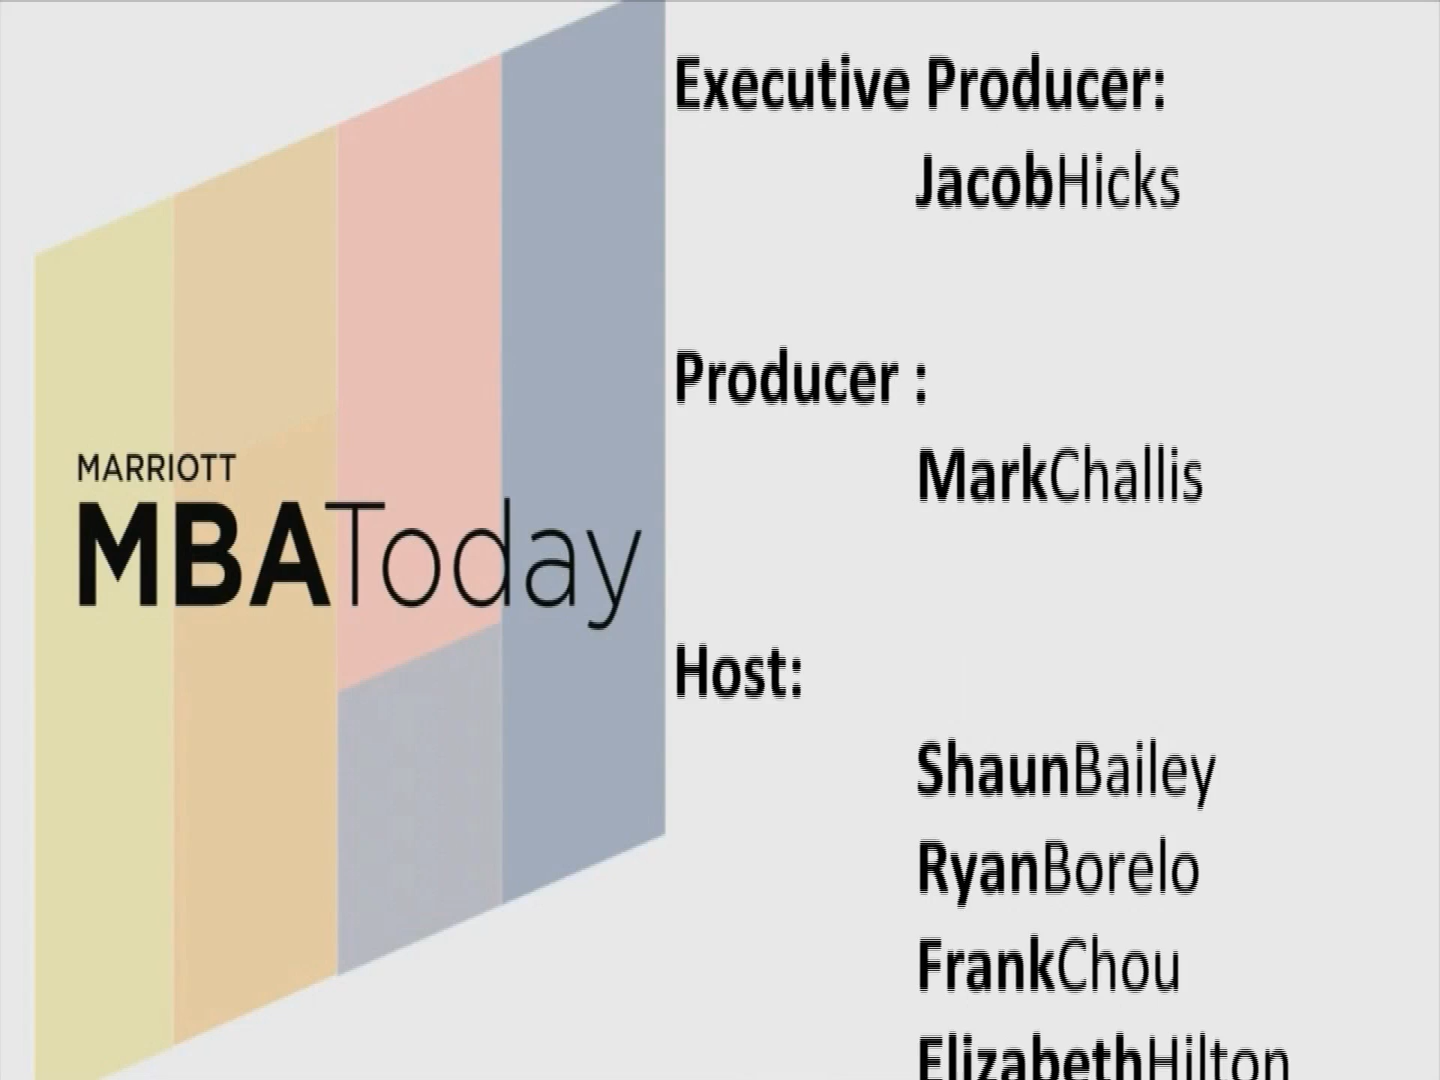 Executive Producer:
JacobHicks
Producer :
MarkChallis
MARRIOTT
MBAToday
Host:
ShaunBailey
RyanBorelo
FrankChou
ElizabethHilton